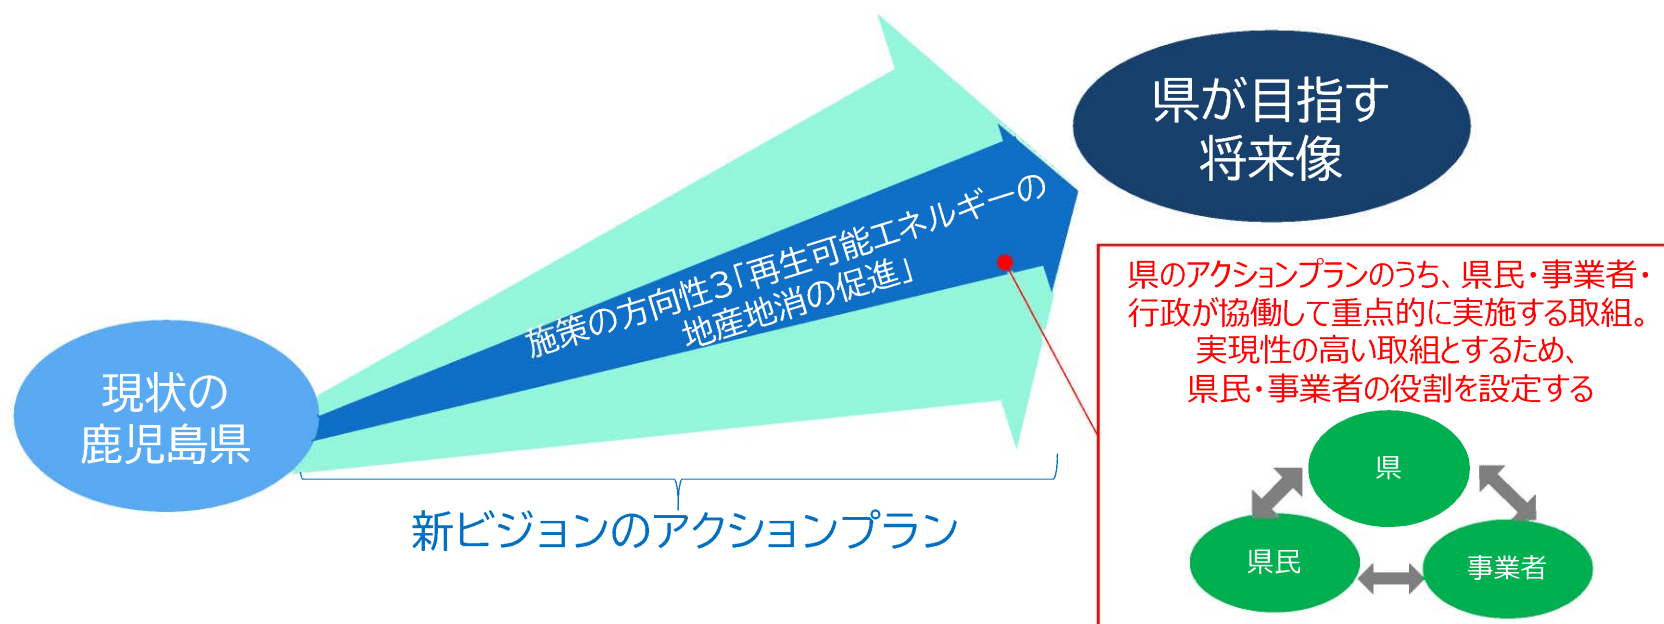 県が目指す
将来像
施策の方向性3「再生可能エネルギーの
地産地消の促進」
現状の
鹿児島県
新ビジョンのアクションプラン
県のアクションプランのうち、県民・事業者・
行政が協働して重点的に実施する取組。
実現性の高い取組とするため、
県民・事業者の役割を設定する
県
県民
事業者